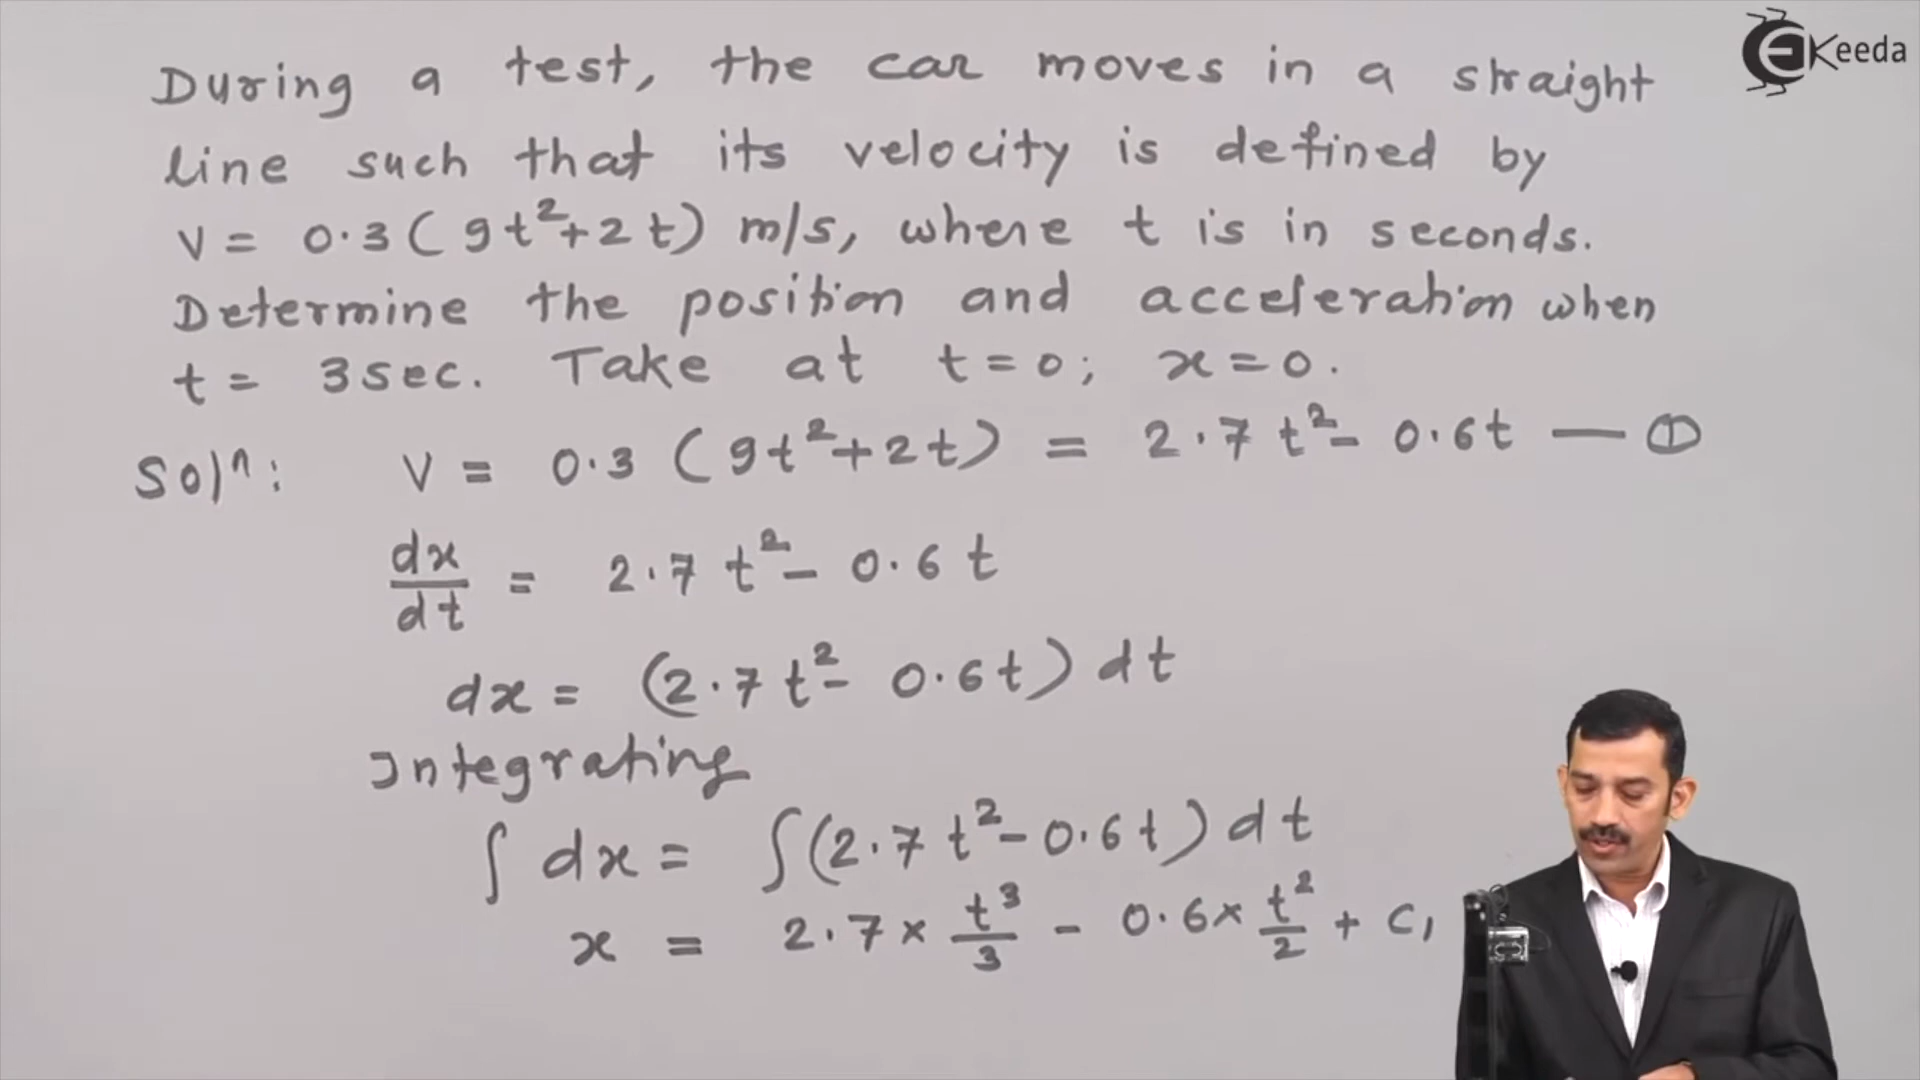 EKeeda
During a test, the car moves in a straight
line such that its velocity is defined by
V = 0.3 ( 9t²+2t) m/s, where t is in seconds.
Determine the position and acceleration when
t = 3sec. Take at t=0; x=0.
Solⁿ: V = 0.3 (9t²+2t) = 2.7 t² - 0.6t — ①
dx/dt = 2.7 t² - 0.6 t
dx = (2.7 t² - 0.6t) dt
Integrating
∫ dx = ∫(2.7 t² - 0.6t) dt
x = 2.7 × t³/3 - 0.6 × t²/2 + C₁